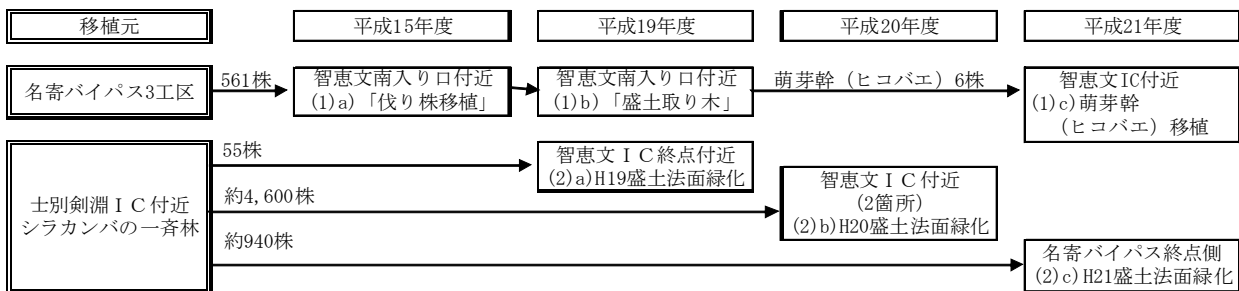 移植元
平成15年度
平成19年度
平成20年度
平成21年度
名寄バイパス3工区
561株
智恵文南入り口付近
(1)a)「伐り株移植」
智恵文南入り口付近
(1)b)「盛土取り木」
萌芽幹（ヒコバエ）6株
智恵文IC付近
(1)c)萌芽幹
（ヒコバエ）移植
士別剣淵ＩＣ付近
シラカンバの一斉林
55株
智恵文ＩＣ終点付近
(2)a)H19盛土法面緑化
約4,600株
智恵文ＩＣ付近
(2箇所)
(2)b)H20盛土法面緑化
約940株
名寄バイパス終点側
(2)c)H21盛土法面緑化